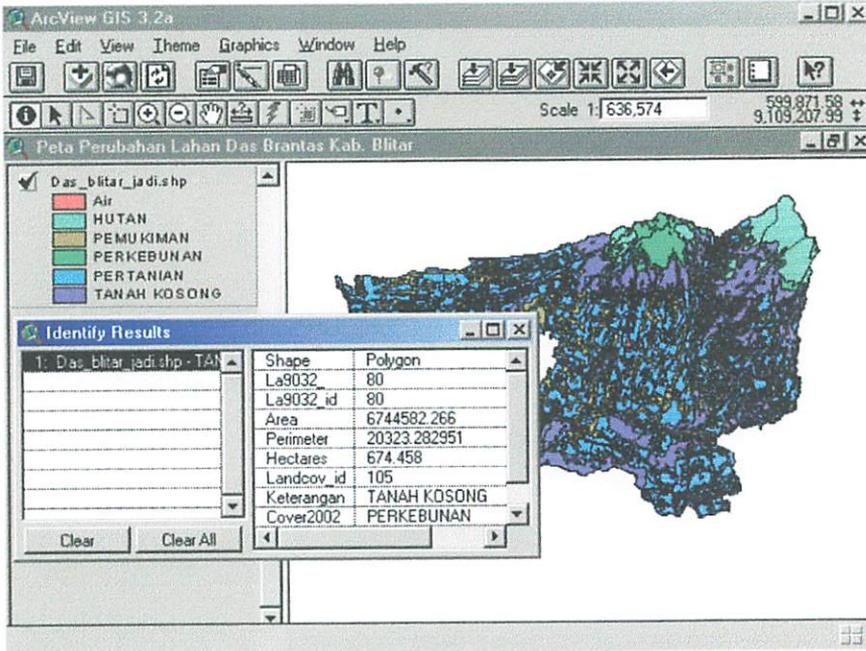 ArcView GIS 3.2a
File Edit View Theme Graphics Window Help
Scale 1: 636,574
599,871.58
9,109,207.99
Peta Perubahan Lahan Das Brantas Kab. Blitar
Das_blitar_jadi.shp
Air
HUTAN
PEMUKIMAN
PERKEBUNAN
PERTANIAN
TANAH KOSONG
Identify Results
1: Das_blitar_jadi.shp - TAN
Shape Polygon
La9032_ 80
La9032_id 80
Area 6744582.266
Perimeter 20323.282951
Hectares 674.458
Landcov_id 105
Keterangan TANAH KOSONG
Cover2002 PERKEBUNAN
Clear Clear All